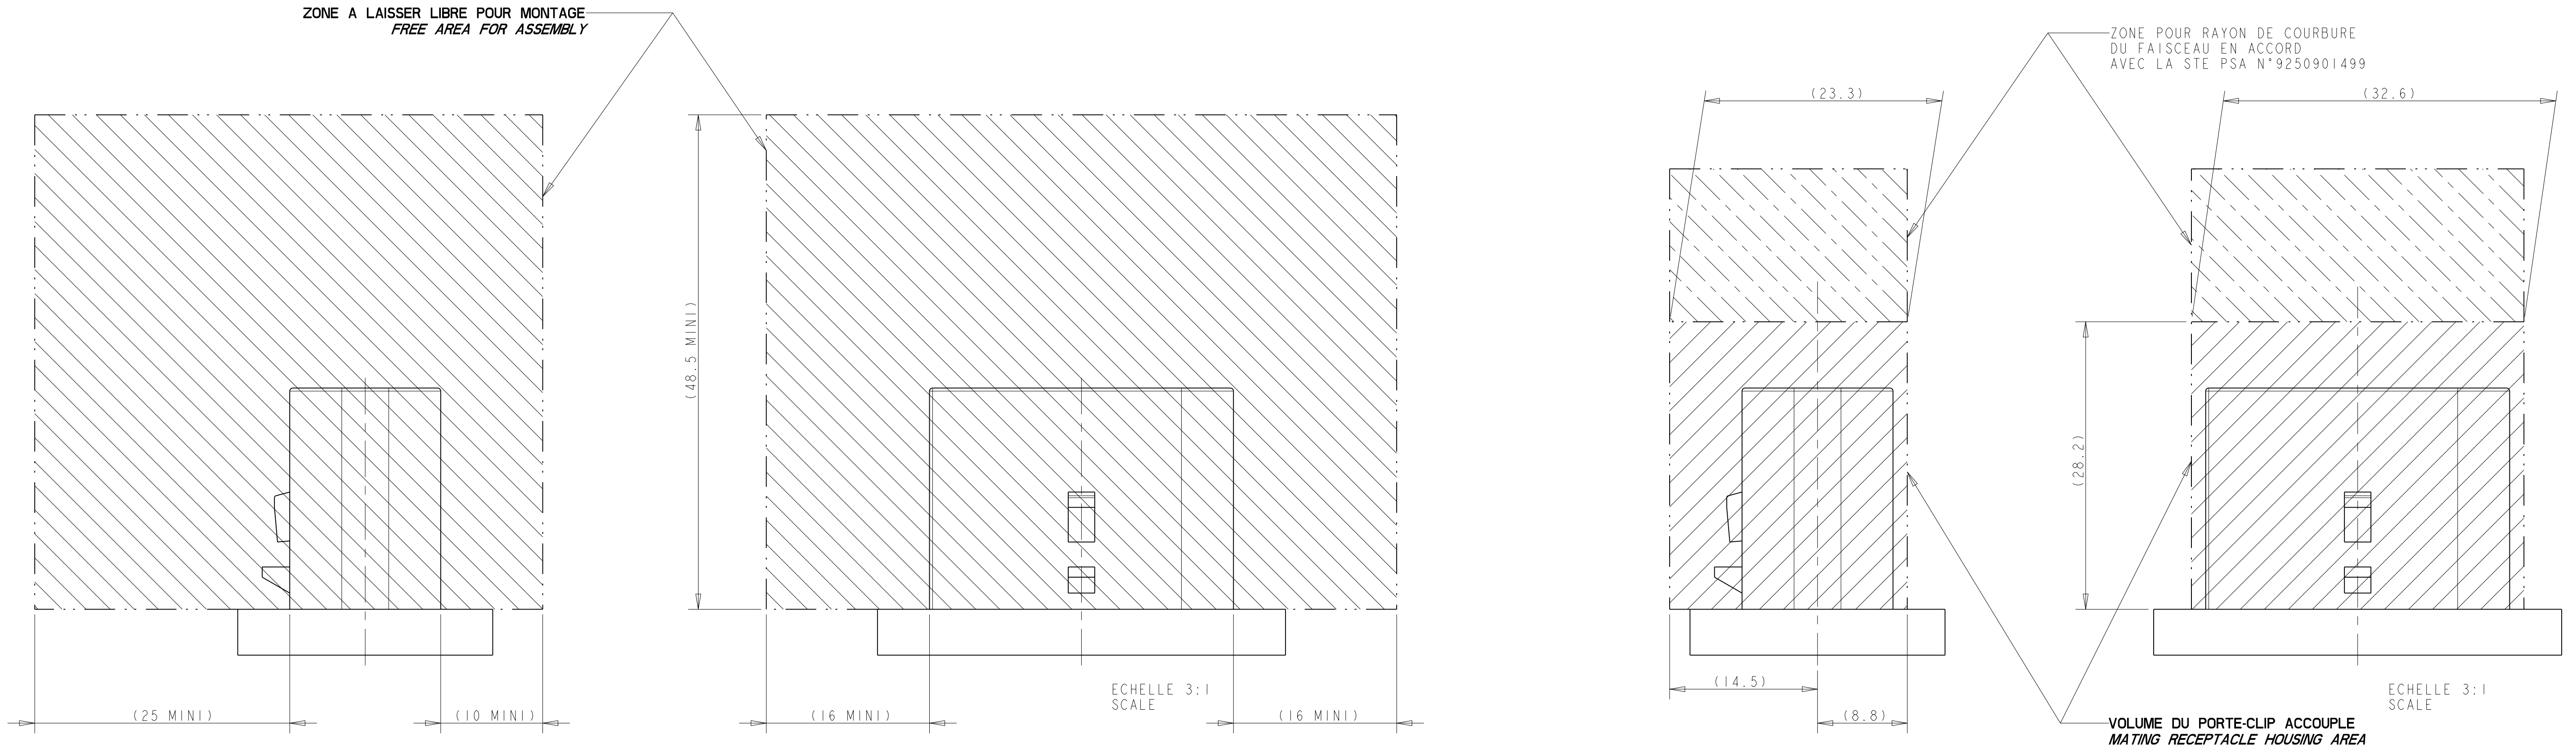 ZONE A LAISSER LIBRE POUR MONTAGE
FREE AREA FOR ASSEMBLY
ZONE POUR RAYON DE COURBURE
DU FAISCEAU EN ACCORD
AVEC LA STE PSA N°9250901499
(23.3)
(32.6)
(48.5 MINI)
(28.2)
(14.5)
(8.8)
ECHELLE 3:1
SCALE
ECHELLE 3:1
SCALE
(25 MINI)
(10 MINI)
(16 MINI)
(16 MINI)
VOLUME DU PORTE-CLIP ACCOUPLE
MATING RECEPTACLE HOUSING AREA